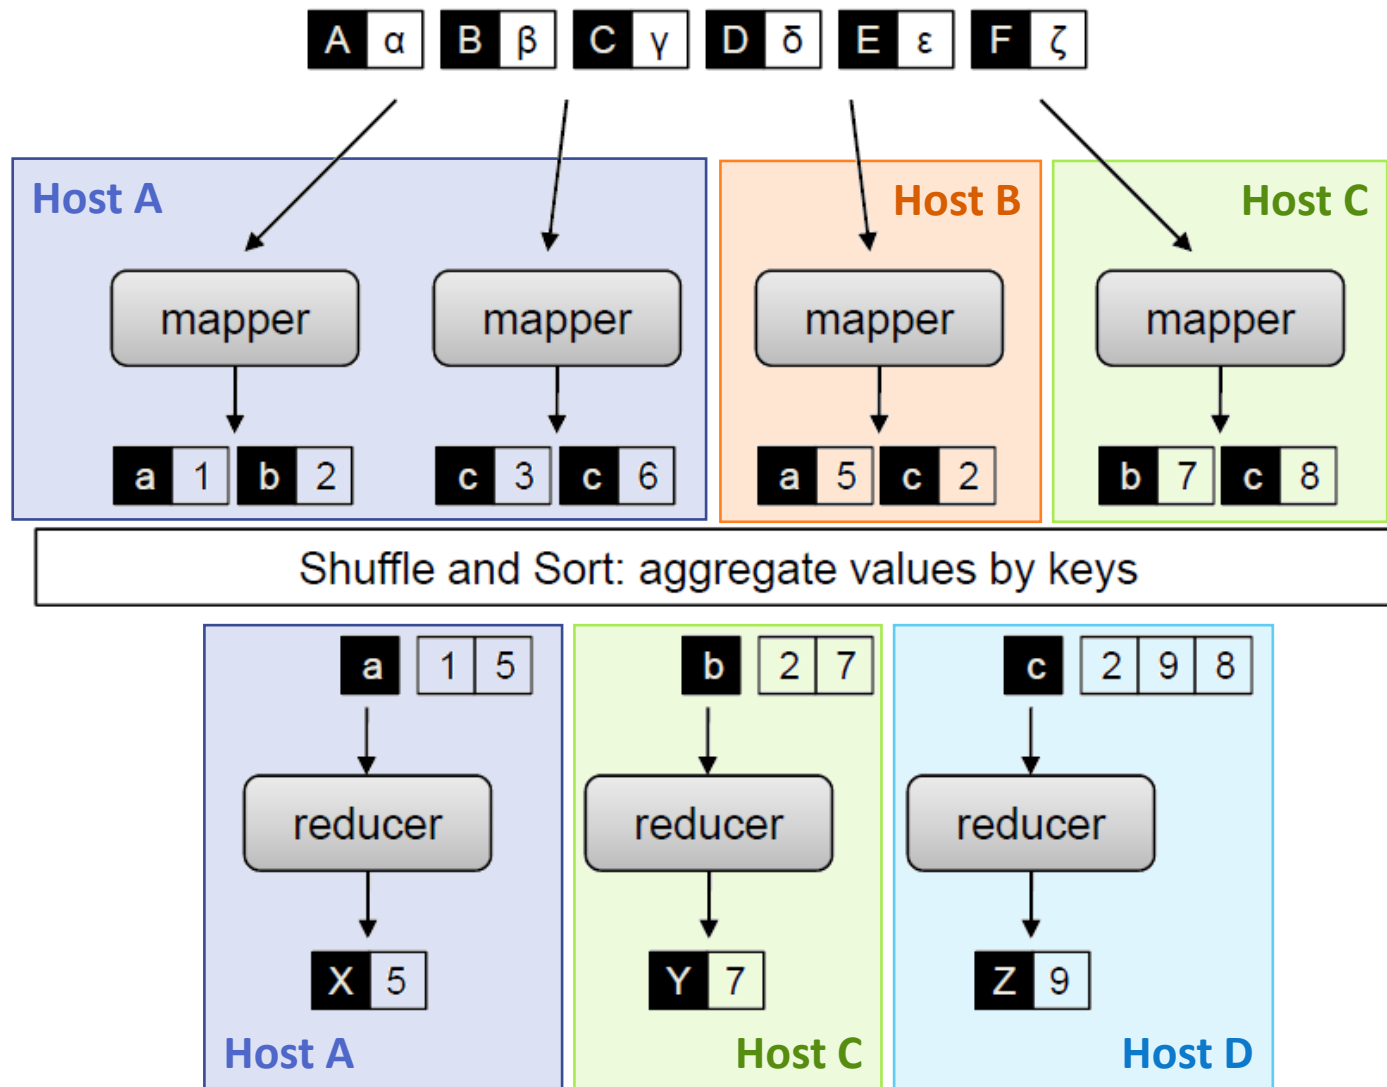 A α B β C γ D δ E ε F ζ
Host A Host B Host C
mapper mapper mapper mapper
a 1 b 2 c 3 c 6 a 5 c 2 b 7 c 8
Shuffle and Sort: aggregate values by keys
a 1 5 b 2 7 c 2 9 8
reducer reducer reducer
X 5 Y 7 Z 9
Host A Host C Host D